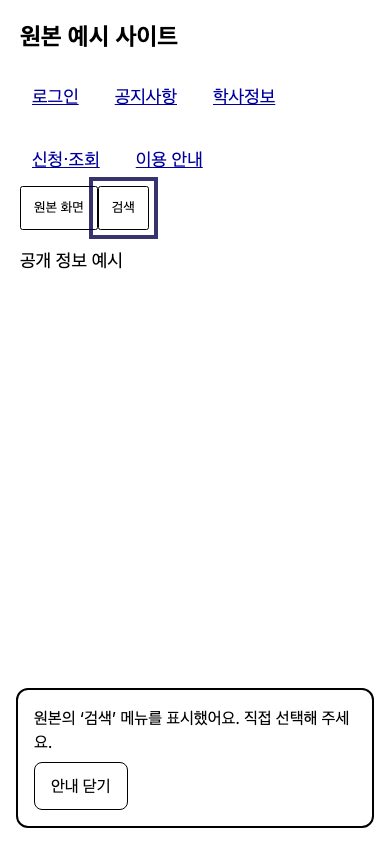 원본 예시 사이트
로그인 공지사항 학사정보
신청·조회 이용 안내
원본 화면 검색
공개 정보 예시
원본의 ‘검색’ 메뉴를 표시했어요. 직접 선택해 주세
요.
안내 닫기